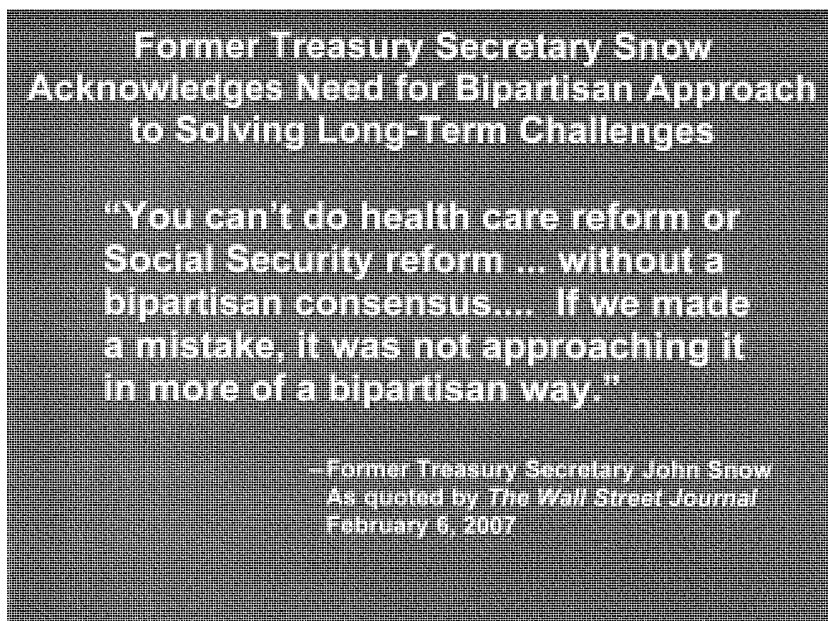 Former Treasury Secretary Snow
Acknowledges Need for Bipartisan Approach
to Solving Long-Term Challenges
“You can’t do health care reform or
Social Security reform ... without a
bipartisan consensus.... If we made
a mistake, it was not approaching it
in more of a bipartisan way.”
–Former Treasury Secretary John Snow
As quoted by The Wall Street Journal
February 6, 2007